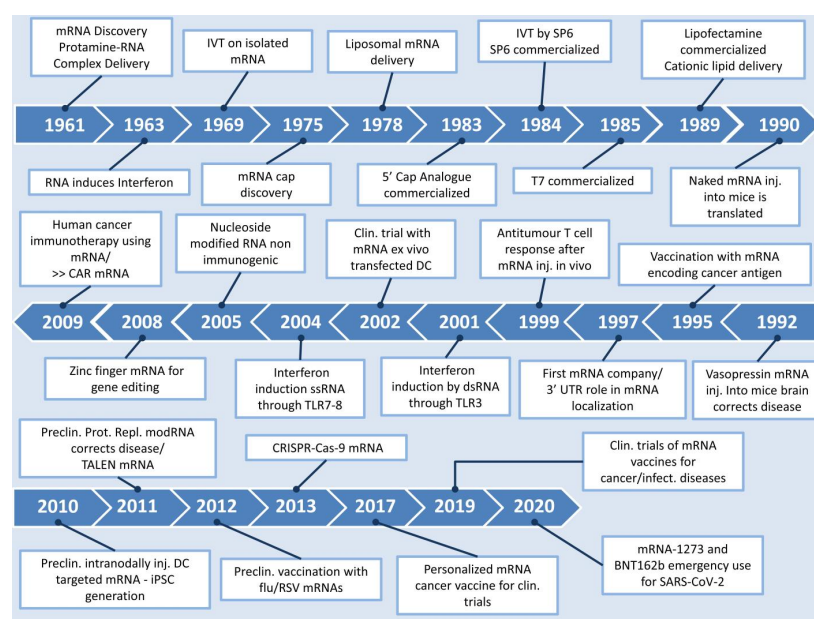 mRNA Discovery
Protamine-RNA
Complex Delivery
IVT on isolated
mRNA
Liposomal mRNA
delivery
IVT by SP6
SP6 commercialized
Lipofectamine
commercialized
Cationic lipid delivery
1961 1963 1969 1975 1978 1983 1984 1985 1989 1990
RNA induces Interferon
mRNA cap
discovery
5’ Cap Analogue
commercialized
T7 commercialized
Naked mRNA inj.
into mice is
translated
Human cancer
immunotherapy using
mRNA/
>> CAR mRNA
Nucleoside
modified RNA non
immunogenic
Clin. trial with
mRNA ex vivo
transfected DC
Antitumour T cell
response after
mRNA inj. in vivo
Vaccination with mRNA
encoding cancer antigen
2009 2008 2005 2004 2002 2001 1999 1997 1995 1992
Zinc finger mRNA for
gene editing
Interferon
induction ssRNA
through TLR7-8
Interferon
induction by dsRNA
through TLR3
First mRNA company/
3’ UTR role in mRNA
localization
Vasopressin mRNA
inj. Into mice brain
corrects disease
Preclin. Prot. Repl. modRNA
corrects disease/
TALEN mRNA
CRISPR-Cas-9 mRNA
Clin. trials of mRNA
vaccines for
cancer/infect. diseases
2010 2011 2012 2013 2017 2019 2020
Preclin. intranodally inj. DC
targeted mRNA - iPSC
generation
Preclin. vaccination with
flu/RSV mRNAs
Personalized mRNA
cancer vaccine for clin.
trials
mRNA-1273 and
BNT162b emergency use
for SARS-CoV-2